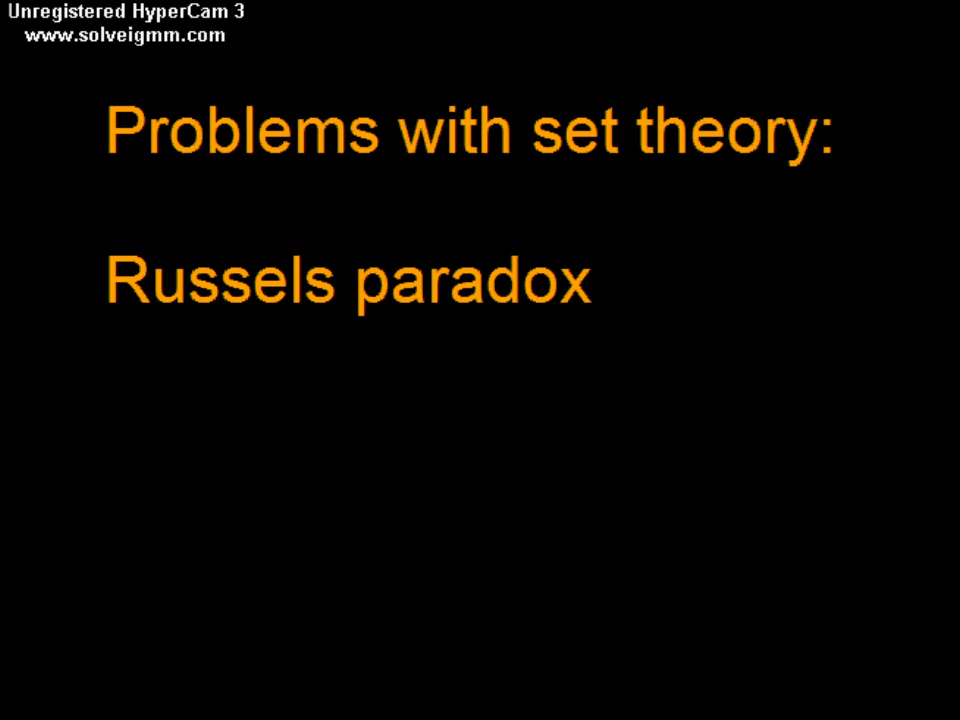 Unregistered HyperCam 3
www.solveigmm.com
Problems with set theory:
Russels paradox